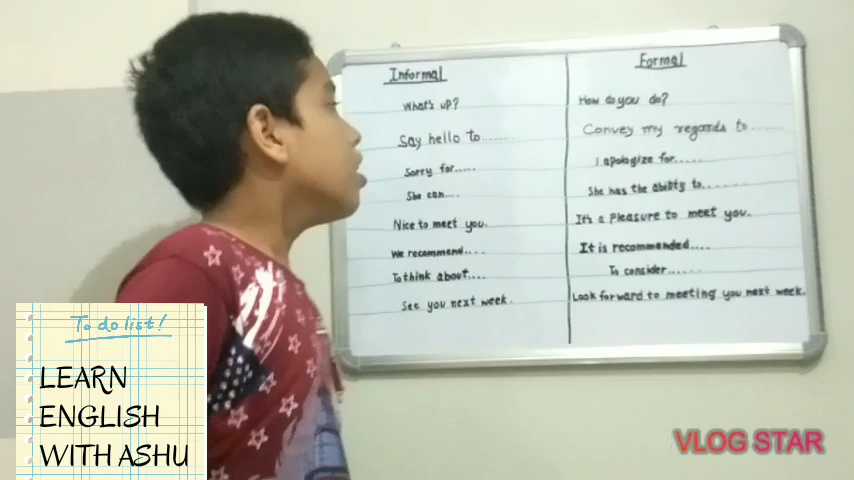 Informal
What's up?
Say hello to........
Sorry for.....
She can....
Nice to meet you.
We recommend....
To think about....
See you next week.
Formal
How do you do?
Convey my regards to.......
I apologize for.....
She has the ability to........
It's a Pleasure to meet you.
It is recommended....
To consider.......
Look forward to meeting you next week.
To do list!
LEARN
ENGLISH
WITH ASHU
VLOG STAR